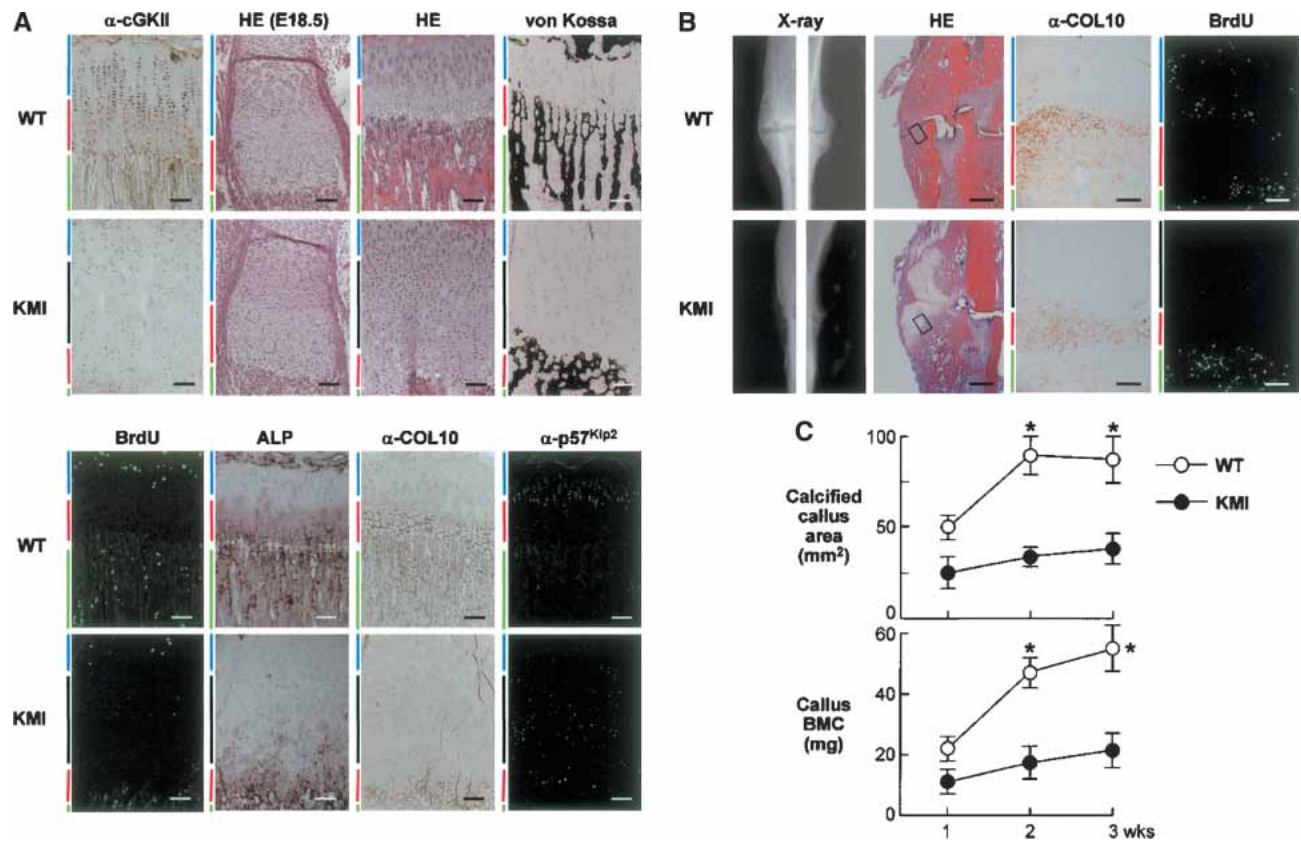 A
α-cGKII HE (E18.5) HE von Kossa
WT
KMI
BrdU ALP α-COL10 α-p57Kip2
WT
KMI
B
X-ray HE α-COL10 BrdU
WT
KMI
C
* *
100
50
0
Calcified
callus
area
(mm2)
WT
KMI
60
40
20
0
* *
Callus
BMC
(mg)
1 2 3 wks